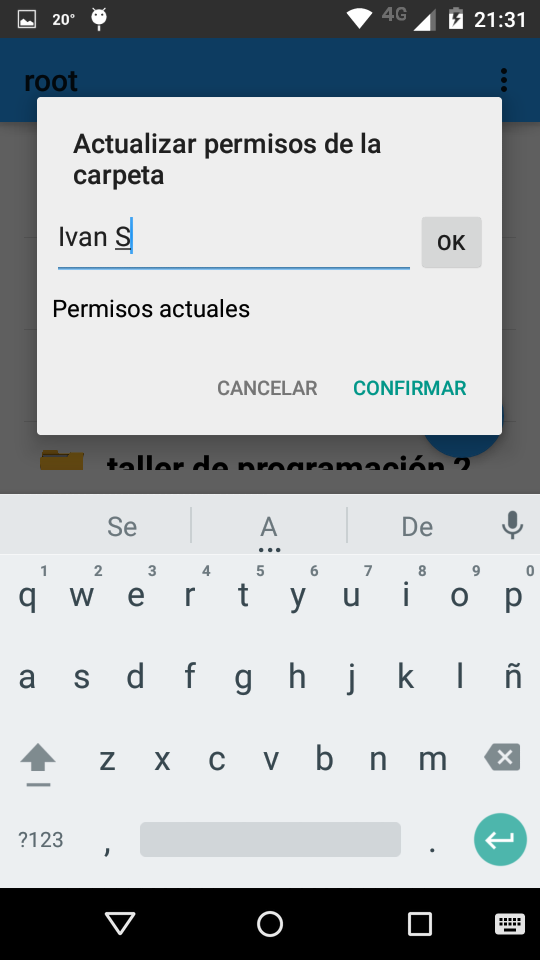 20°
4G
21:31
root
Actualizar permisos de la
carpeta
Ivan S
OK
Permisos actuales
CANCELAR
CONFIRMAR
taller de programación 2
Se
A
De
1 2 3 4 5 6 7 8 9 0
q w e r t y u i o p
a s d f g h j k l ñ
z x c v b n m
?123 , .